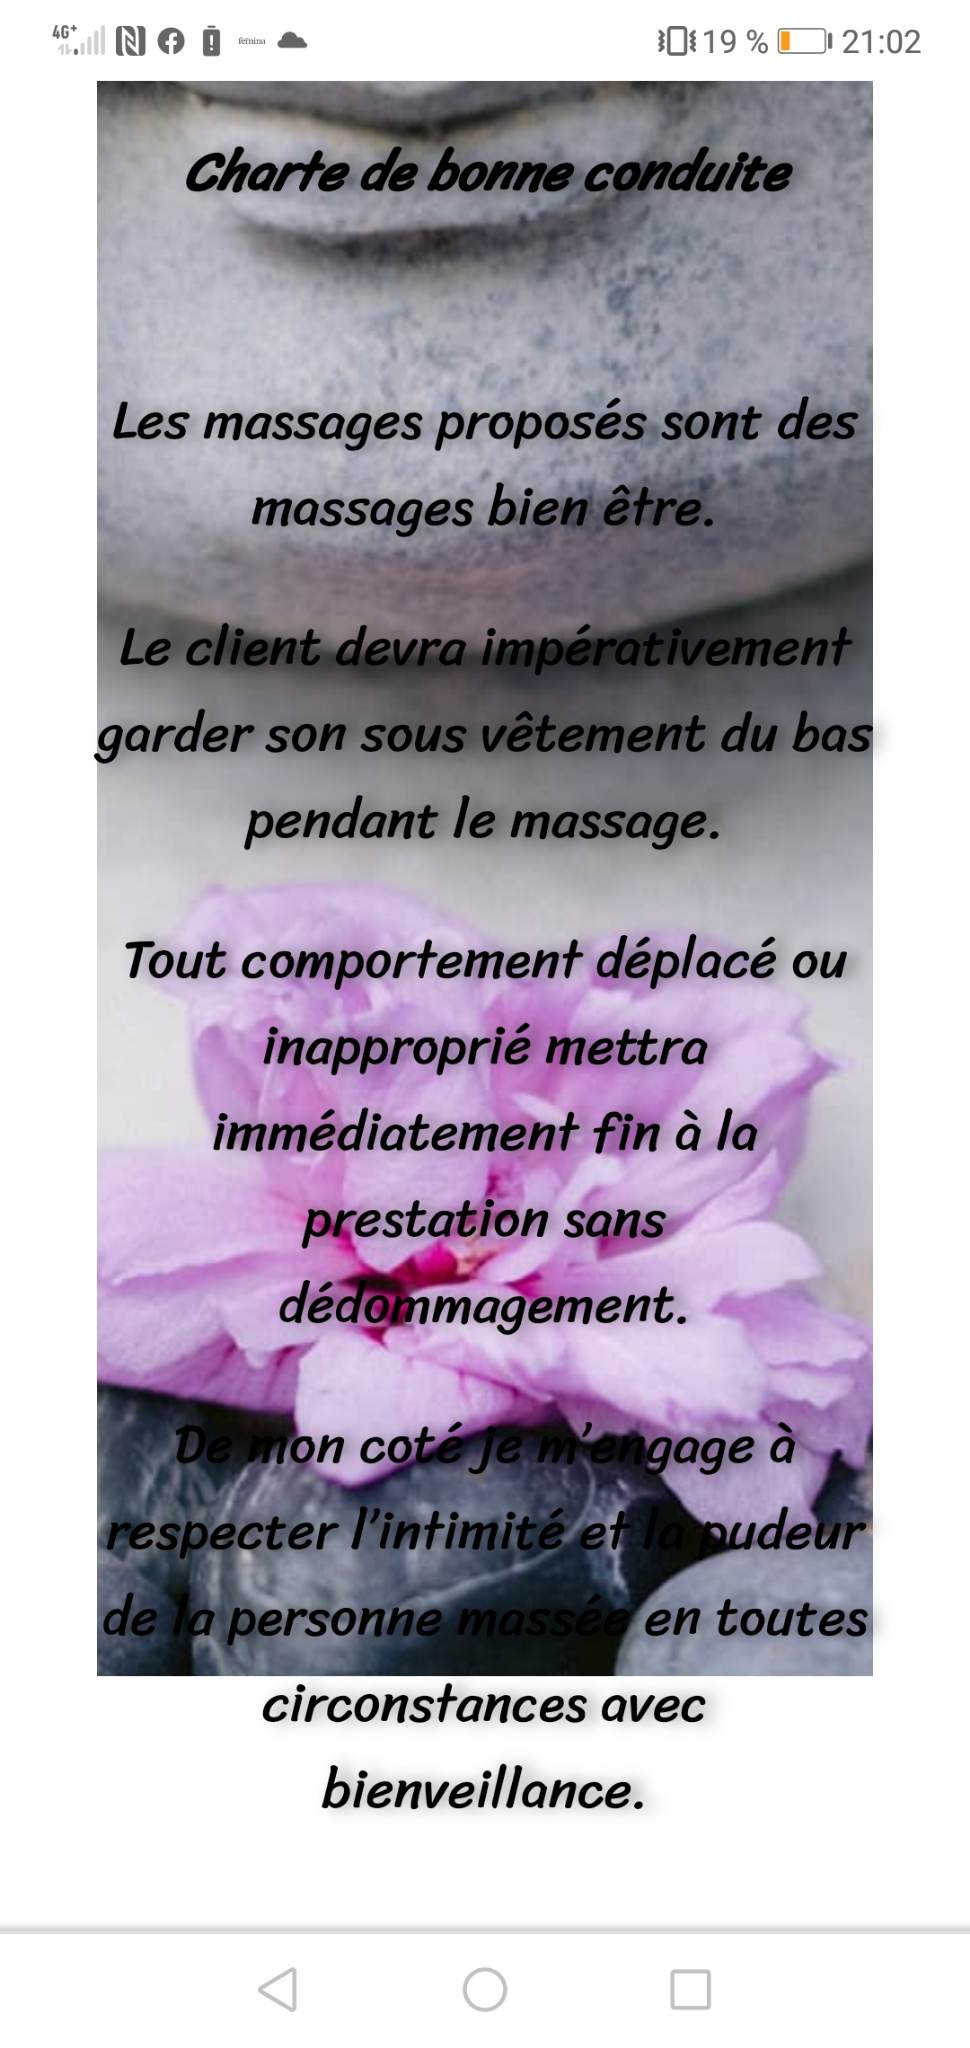 4G+ femina 19 % 21:02
Charte de bonne conduite
Les massages proposés sont des
massages bien être.
Le client devra impérativement
garder son sous vêtement du bas
pendant le massage.
Tout comportement déplacé ou
inapproprié mettra
immédiatement fin à la
prestation sans
dédommagement.
De mon coté je m'engage à
respecter l'intimité et la pudeur
de la personne massée en toutes
circonstances avec
bienveillance.